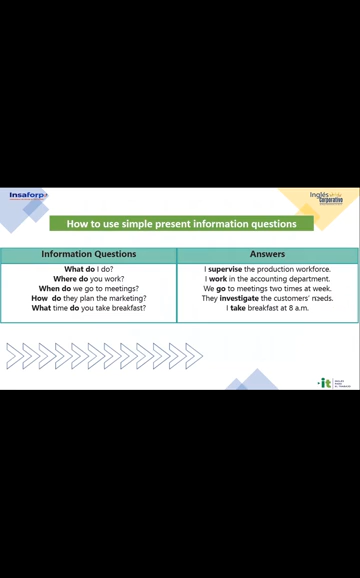 Insaforp
Inglés
Corporativo
How to use simple present information questions
Information Questions
Answers
What do I do?
I supervise the production workforce.
Where do you work?
I work in the accounting department.
When do we go to meetings?
We go to meetings two times at week.
How do they plan the marketing?
They investigate the customers' needs.
What time do you take breakfast?
I take breakfast at 8 a.m.
it